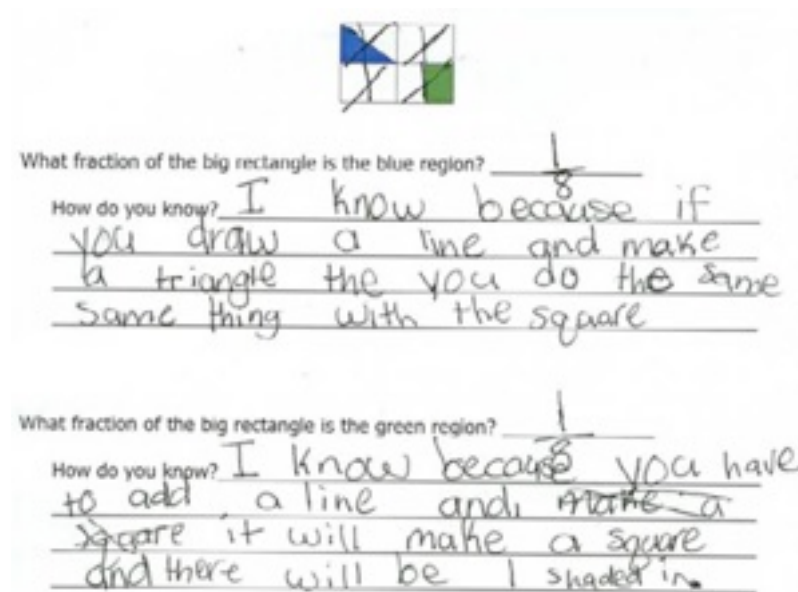 What fraction of the big rectangle is the blue region? 1/8
How do you know? I know because if
you draw a line and make
a triangle the you do the same
same thing with the square
What fraction of the big rectangle is the green region? 1/8
How do you know? I know because you have
to add a line and, make a
sqare it will make a square
and there will be 1 shaded in.